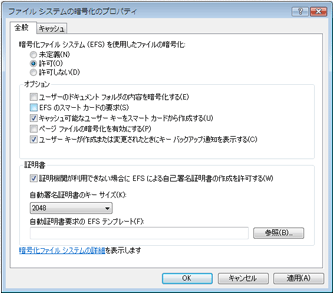 ファイル システムの暗号化のプロパティ
全般
キャッシュ
暗号化ファイル システム (EFS) を使用したファイルの暗号化:
未定義(N)
許可(O)
許可しない(D)
オプション
ユーザーのドキュメント フォルダの内容を暗号化する(E)
EFS のスマート カードの要求(S)
キャッシュ可能なユーザー キーをスマート カードから作成する(U)
ページ ファイルの暗号化を有効にする(P)
ユーザー キーが作成または変更されたときにキー バックアップ通知を表示する(C)
証明書
証明機関が利用できない場合に EFS による自己署名証明書の作成を許可する(W)
自動署名証明書のキー サイズ(K):
2048
自動証明書要求の EFS テンプレート(F):
参照(B)...
暗号化ファイル システムの詳細を表示します
OK
キャンセル
適用(A)